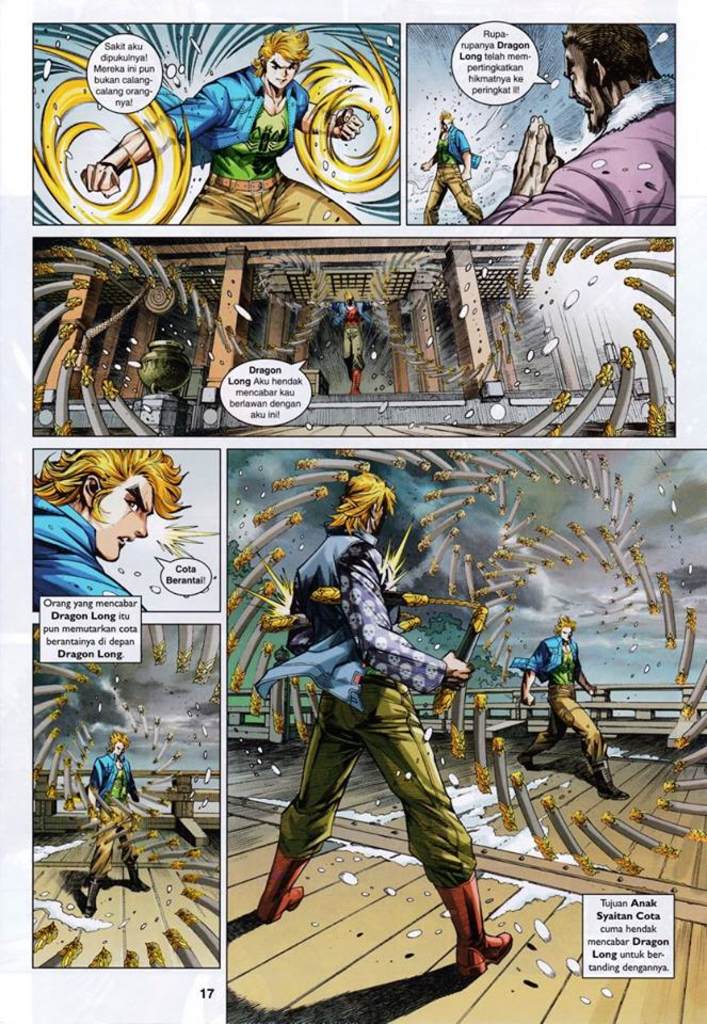 Sakit aku
dipukulnya!
Mereka ini pun
bukan calang-
calang orang-
nya!
Rupa-
rupanya Dragon
Long telah mem-
pertingkatkan
hikmatnya ke
peringkat II!
Dragon
Long Aku hendak
mencabar kau
berlawan dengan
aku ini!
Cota
Berantai!
Orang yang mencabar
Dragon Long itu
pun memutarkan cota
berantainya di depan
Dragon Long.
Tujuan Anak
Syaitan Cota
cuma hendak
mencabar Dragon
Long untuk ber-
tanding dengannya.
17